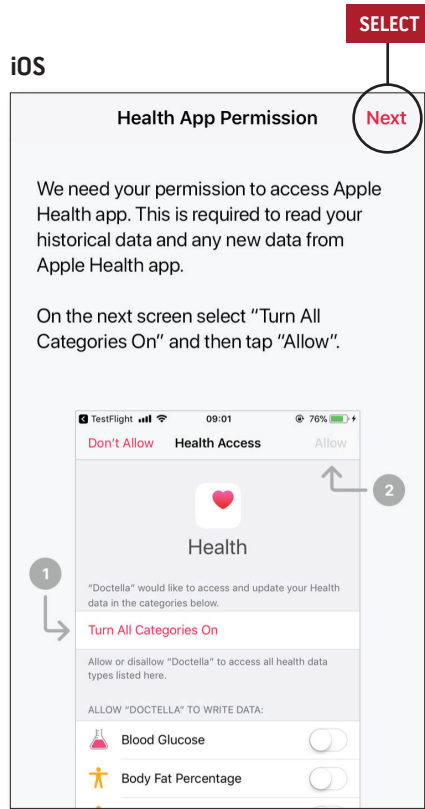 SELECT
iOS
Health App Permission Next
We need your permission to access Apple
Health app. This is required to read your
historical data and any new data from
Apple Health app.
On the next screen select “Turn All
Categories On” and then tap “Allow”.
TestFlight 09:01 76%
Don't Allow Health Access Allow
2
Health
1
“Doctella” would like to access and update your Health
data in the categories below.
Turn All Categories On
Allow or disallow “Doctella” to access all health data
types listed here.
ALLOW “DOCTELLA” TO WRITE DATA:
Blood Glucose
Body Fat Percentage